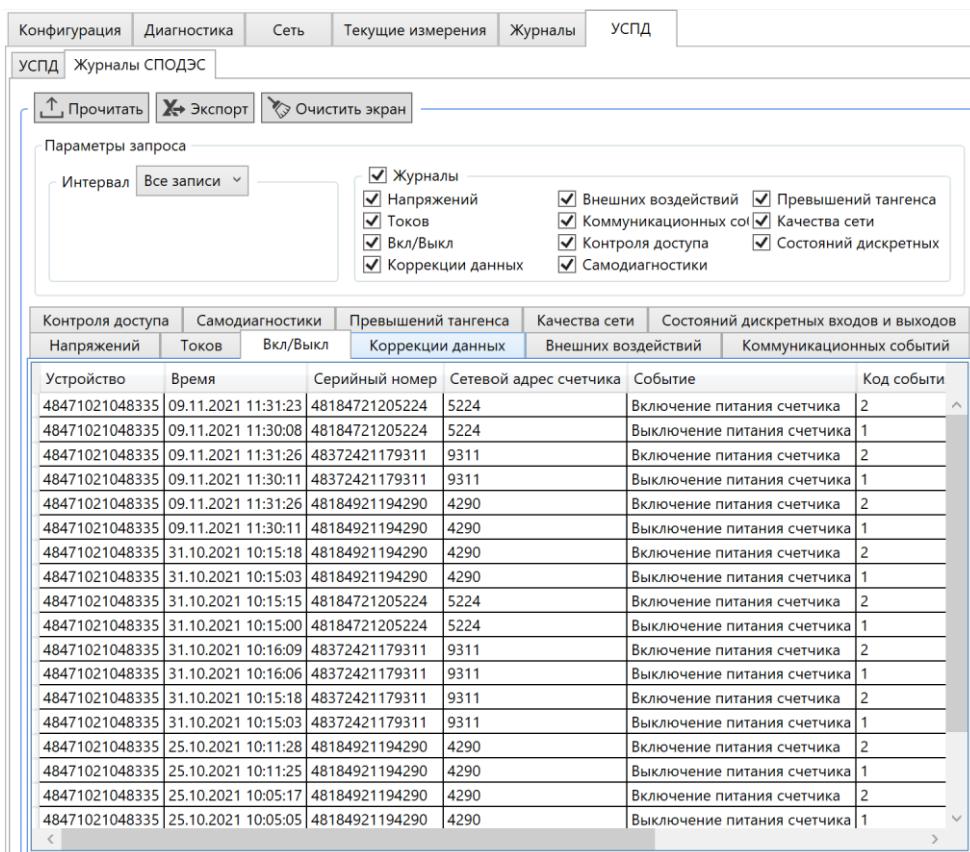 Конфигурация Диагностика Сеть Текущие измерения Журналы УСПД
УСПД Журналы СПОДЭС
Прочитать Экспорт Очистить экран
Параметры запроса
Интервал Все записи
Журналы
Напряжений Внешних воздействий Превышений тангенса
Токов Коммуникационных соб Качества сети
Вкл/Выкл Контроля доступа Состояний дискретных
Коррекции данных Самодиагностики
Контроля доступа Самодиагностики Превышений тангенса Качества сети Состояний дискретных входов и выходов
Напряжений Токов Вкл/Выкл Коррекции данных Внешних воздействий Коммуникационных событий
Устройство Время Серийный номер Сетевой адрес счетчика Событие Код событи
48471021048335 09.11.2021 11:31:23 48184721205224 5224 Включение питания счетчика 2
48471021048335 09.11.2021 11:30:08 48184721205224 5224 Выключение питания счетчика 1
48471021048335 09.11.2021 11:31:26 48372421179311 9311 Включение питания счетчика 2
48471021048335 09.11.2021 11:30:11 48372421179311 9311 Выключение питания счетчика 1
48471021048335 09.11.2021 11:31:26 48184921194290 4290 Включение питания счетчика 2
48471021048335 09.11.2021 11:30:11 48184921194290 4290 Выключение питания счетчика 1
48471021048335 31.10.2021 10:15:18 48184921194290 4290 Включение питания счетчика 2
48471021048335 31.10.2021 10:15:03 48184921194290 4290 Выключение питания счетчика 1
48471021048335 31.10.2021 10:15:15 48184721205224 5224 Включение питания счетчика 2
48471021048335 31.10.2021 10:15:00 48184721205224 5224 Выключение питания счетчика 1
48471021048335 31.10.2021 10:16:09 48372421179311 9311 Включение питания счетчика 2
48471021048335 31.10.2021 10:16:06 48372421179311 9311 Выключение питания счетчика 1
48471021048335 31.10.2021 10:15:18 48372421179311 9311 Включение питания счетчика 2
48471021048335 31.10.2021 10:15:03 48372421179311 9311 Выключение питания счетчика 1
48471021048335 25.10.2021 10:11:28 48184921194290 4290 Включение питания счетчика 2
48471021048335 25.10.2021 10:11:25 48184921194290 4290 Выключение питания счетчика 1
48471021048335 25.10.2021 10:05:17 48184921194290 4290 Включение питания счетчика 2
48471021048335 25.10.2021 10:05:05 48184921194290 4290 Выключение питания счетчика 1